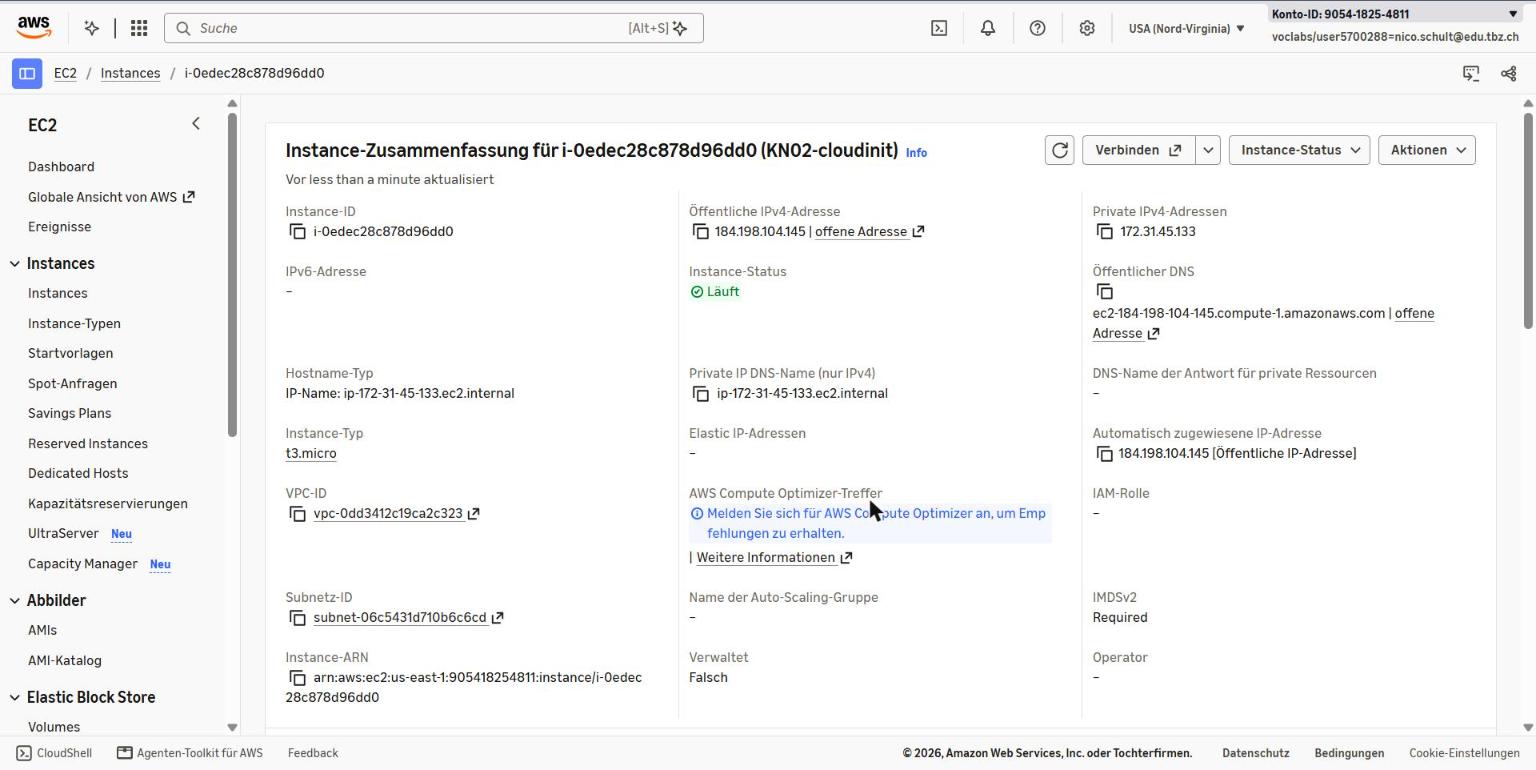 aws
Suche
[Alt+S]
USA (Nord-Virginia)
Konto-ID: 9054-1825-4811
voclabs/user5700288=nico.schult@edu.tbz.ch
EC2 / Instances / i-0edec28c878d96dd0
EC2
Dashboard
Globale Ansicht von AWS
Ereignisse
Instances
Instances
Instance-Typen
Startvorlagen
Spot-Anfragen
Savings Plans
Reserved Instances
Dedicated Hosts
Kapazitätsreservierungen
UltraServer Neu
Capacity Manager Neu
Abbilder
AMIs
AMI-Katalog
Elastic Block Store
Volumes
Instance-Zusammenfassung für i-0edec28c878d96dd0 (KN02-cloudinit) Info
Verbinden
Instance-Status
Aktionen
Vor less than a minute aktualisiert
Instance-ID
i-0edec28c878d96dd0
Öffentliche IPv4-Adresse
184.198.104.145 | offene Adresse
Private IPv4-Adressen
172.31.45.133
IPv6-Adresse
–
Instance-Status
Läuft
Öffentlicher DNS
ec2-184-198-104-145.compute-1.amazonaws.com | offene
Adresse
Hostname-Typ
IP-Name: ip-172-31-45-133.ec2.internal
Private IP DNS-Name (nur IPv4)
ip-172-31-45-133.ec2.internal
DNS-Name der Antwort für private Ressourcen
–
Instance-Typ
t3.micro
Elastic IP-Adressen
–
Automatisch zugewiesene IP-Adresse
184.198.104.145 [Öffentliche IP-Adresse]
VPC-ID
vpc-0dd3412c19ca2c323
AWS Compute Optimizer-Treffer
Melden Sie sich für AWS Compute Optimizer an, um Emp
fehlungen zu erhalten.
| Weitere Informationen
IAM-Rolle
–
Subnetz-ID
subnet-06c5431d710b6c6cd
Name der Auto-Scaling-Gruppe
–
IMDSv2
Required
Instance-ARN
arn:aws:ec2:us-east-1:905418254811:instance/i-0edec
28c878d96dd0
Verwaltet
Falsch
Operator
–
CloudShell
Agenten-Toolkit für AWS
Feedback
© 2026, Amazon Web Services, Inc. oder Tochterfirmen.
Datenschutz
Bedingungen
Cookie-Einstellungen